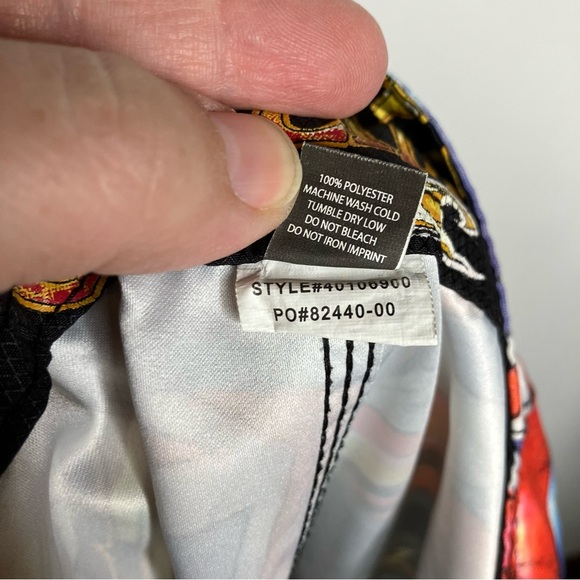 100% POLYESTER
MACHINE WASH COLD
TUMBLE DRY LOW
DO NOT BLEACH
DO NOT IRON IMPRINT
STYLE#40106900
PO#82440-00